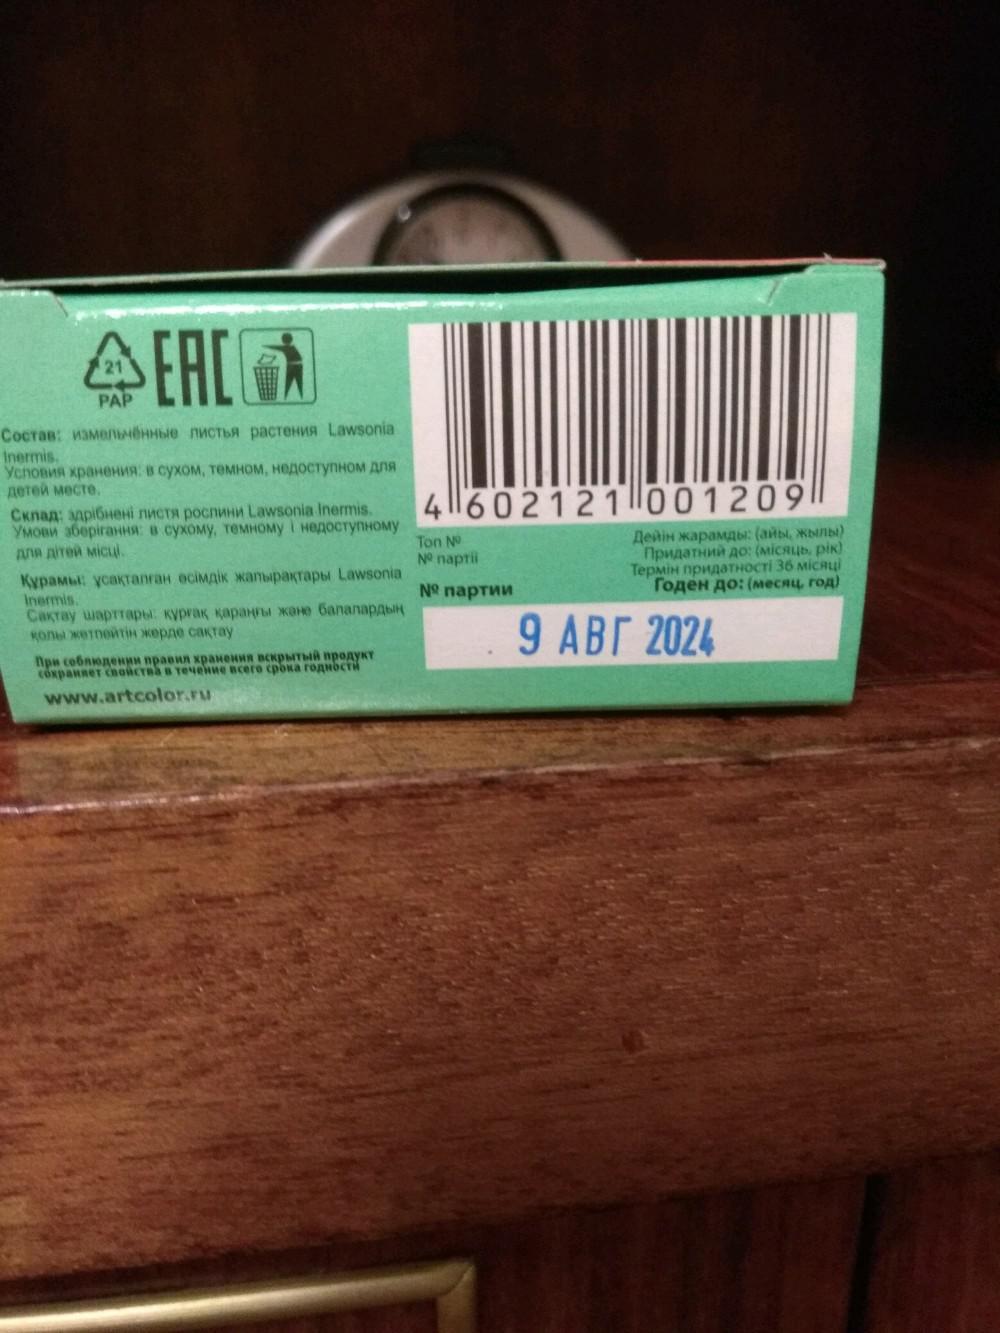 21
PAP
EAC
Состав: измельчённые листья растения Lawsonia
Inermis.
Условия хранения: в сухом, темном, недоступном для
детей месте.
Склад: здрібнені листя рослини Lawsonia Inermis.
Умови зберігання: в сухому, темному і недоступному
для дітей місці.
Құрамы: ұсақталған өсімдік жапырақтары Lawsonia
Inermis.
Сақтау шарттары: құрғақ қараңғы және балалардың
қолы жетпейтін жерде сақтау
При соблюдении правил хранения вскрытый продукт
сохраняет свойства в течение всего срока годности
www.artcolor.ru
4 602121 001209
Топ №
№ партії
№ партии
Дейін жарамды: (айы, жылы)
Придатний до: (місяць, рік)
Термін придатності 36 місяці
Годен до: (месяц, год)
9 АВГ 2024